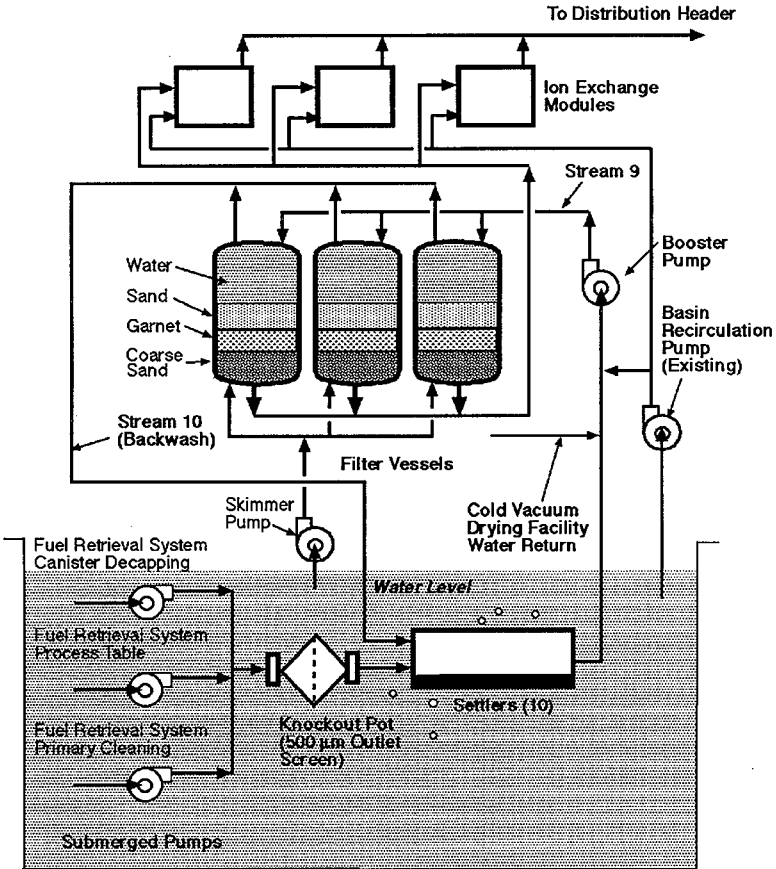 To Distribution Header
Ion Exchange
Modules
Stream 9
Booster
Pump
Water
Sand
Garnet
Coarse
Sand
Basin
Recirculation
Pump
(Existing)
Stream 10
(Backwash)
Filter Vessels
Skimmer
Pump
Cold Vacuum
Drying Facility
Water Return
Fuel Retrieval System
Canister Decapping
Water Level
Fuel Retrieval System
Process Table
Fuel Retrieval System
Primary Cleaning
Knockout Pot
(500 µm Outlet
Screen)
Settlers (10)
Submerged Pumps